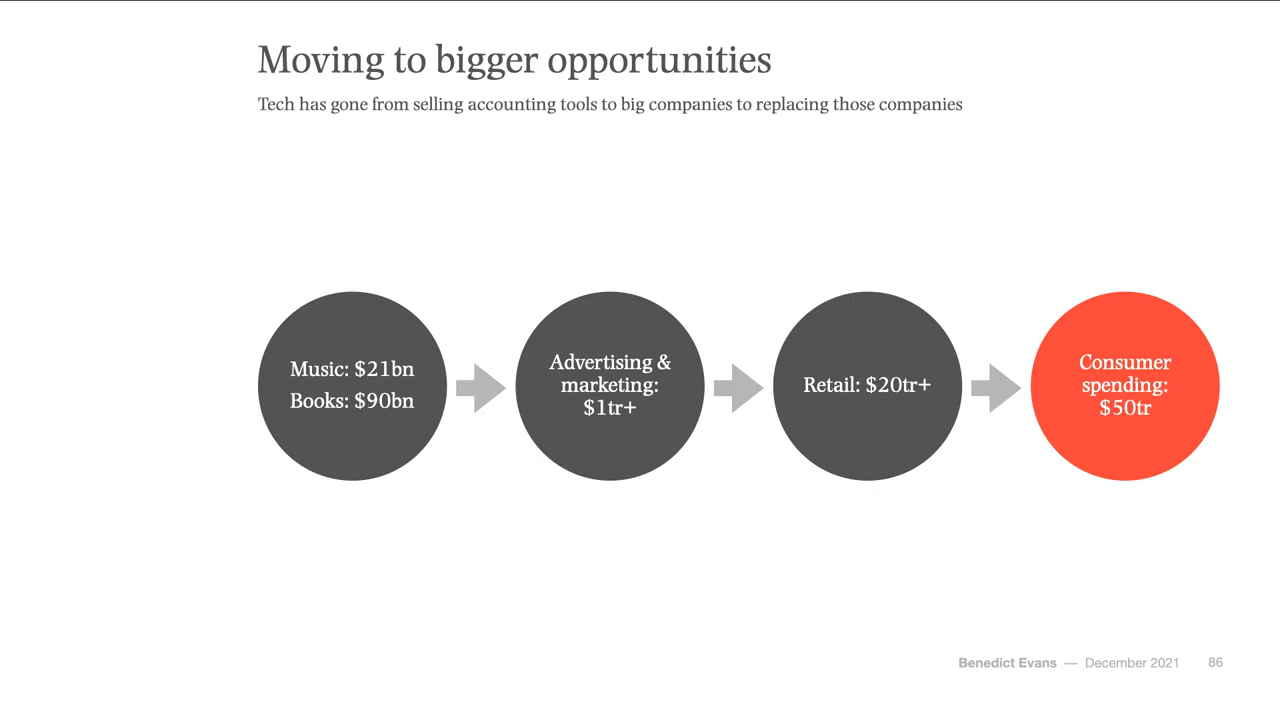 Moving to bigger opportunities
Tech has gone from selling accounting tools to big companies to replacing those companies
Music: $21bn
Books: $90bn
Advertising &
marketing:
$1tr+
Retail: $20tr+
Consumer
spending:
$50tr
Benedict Evans — December 2021 86